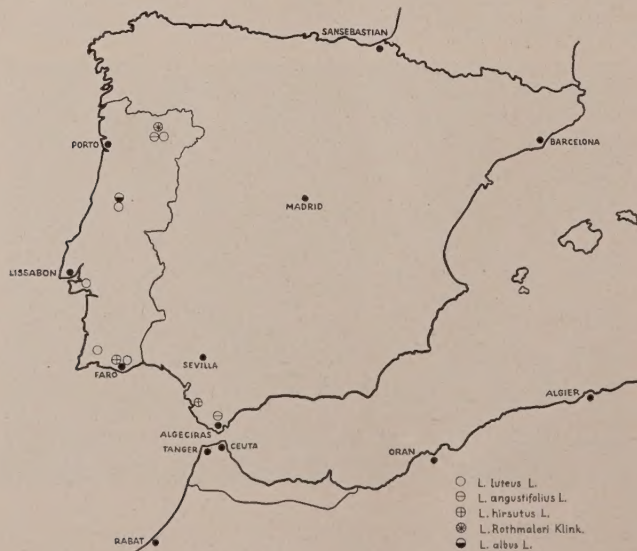 SANSEBASTIAN
PORTO
BARCELONA
MADRID
LISSABON
SEVILLA
FARO
ALGECIRAS
TANGER
CEUTA
ORAN
ALGIER
RABAT
L. luteus L.
L. angustifolius L.
L. hirsutus L.
L. Rothmaleri Klink.
L. albus L.